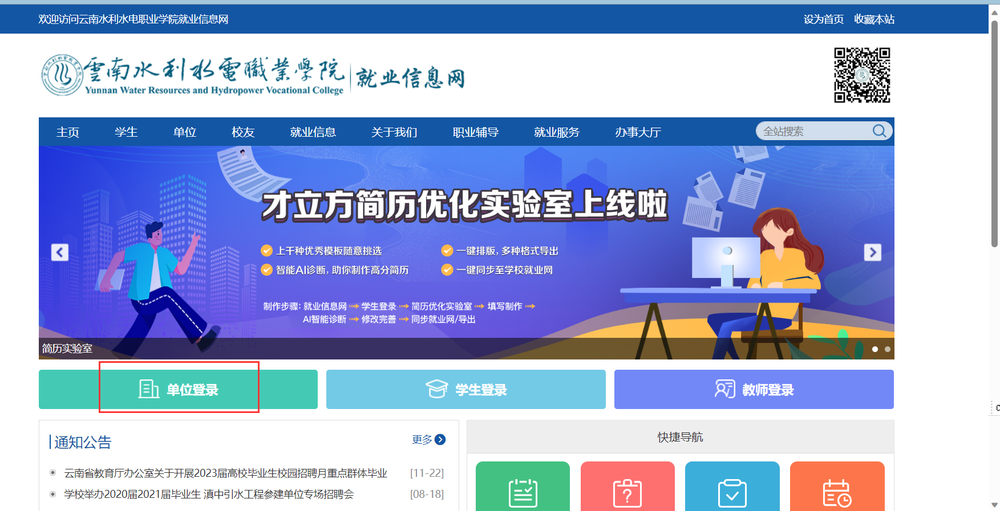 欢迎访问云南水利水电职业学院就业信息网
设为首页 收藏本站
雲南水利水電職業學院 就业信息网
Yunnan Water Resources and Hydropower Vocational College
主页 学生 单位 校友 就业信息 关于我们 职业辅导 就业服务 办事大厅 全站搜索
才立方简历优化实验室上线啦
上千种优秀模板随意挑选 一键排版,多种格式导出
智能AI诊断,助你制作高分简历 一键同步至学校就业网
制作步骤: 就业信息网 学生登录 简历优化实验室 填写制作
AI智能诊断 修改完善 同步就业网/导出
简历实验室
单位登录 学生登录 教师登录
通知公告 更多
快捷导航
云南省教育厅办公室关于开展2023届高校毕业生校园招聘月重点群体毕业 [11-22]
学校举办2020届2021届毕业生 滇中引水工程参建单位专场招聘会 [08-18]